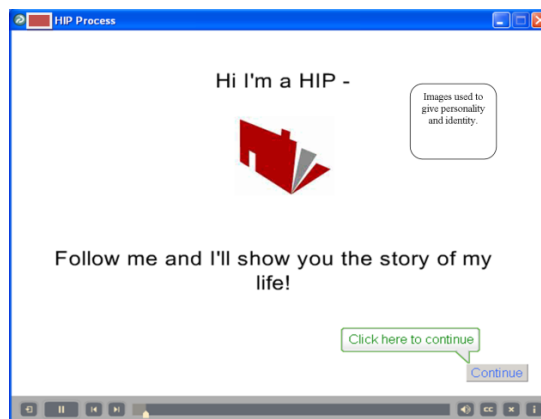 HIP Process
Hi I'm a HIP -
Images used to
give personality
and identity.
Follow me and I'll show you the story of my
life!
Click here to continue
Continue
CC